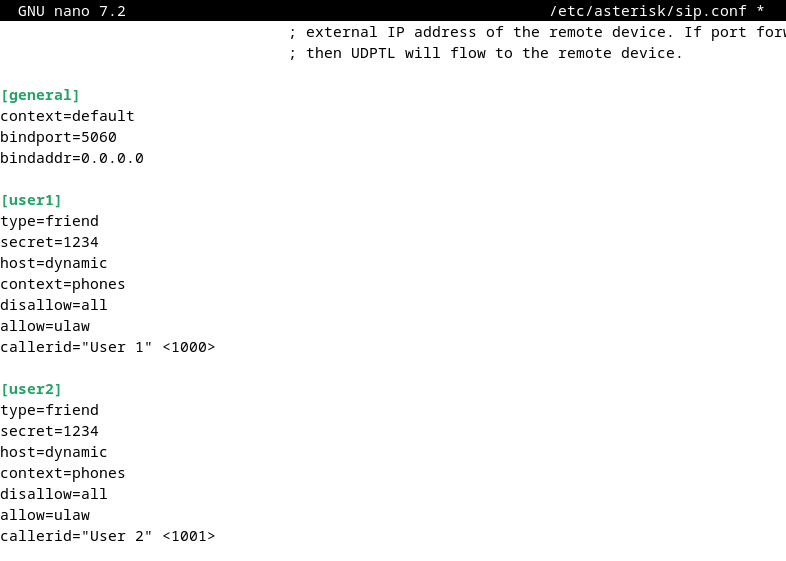 GNU nano 7.2 /etc/asterisk/sip.conf *
; external IP address of the remote device. If port
; then UDPTL will flow to the remote device.
[general]
context=default
bindport=5060
bindaddr=0.0.0.0
[user1]
type=friend
secret=1234
host=dynamic
context=phones
disallow=all
allow=ulaw
callerid="User 1" <1000>
[user2]
type=friend
secret=1234
host=dynamic
context=phones
disallow=all
allow=ulaw
callerid="User 2" <1001>